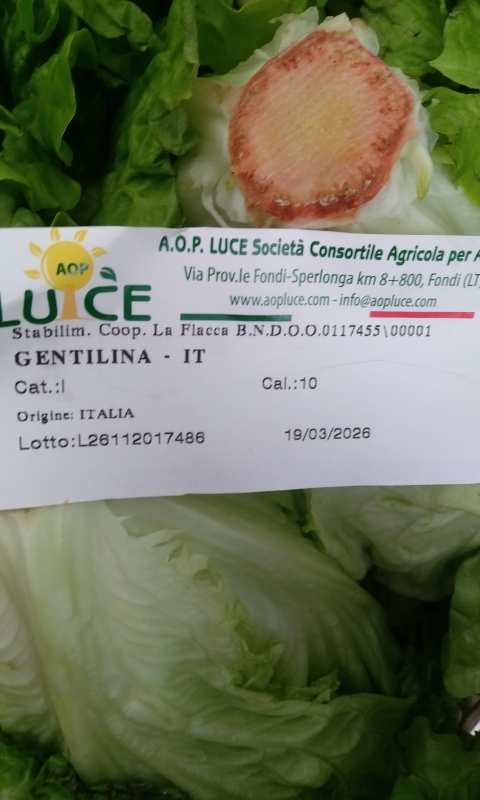 AOP
LUCE
A.O.P. LUCE Società Consortile Agricola per
Via Prov.le Fondi-Sperlonga km 8+800, Fondi (LT
www.aopluce.com - info@aopluce.com
Stabilim. Coop. La Flacca B.N.D.O.O.0117455\00001
GENTILINA - IT
Cat.:I
Cal.:10
Origine: ITALIA
Lotto:L26112017486
19/03/2026